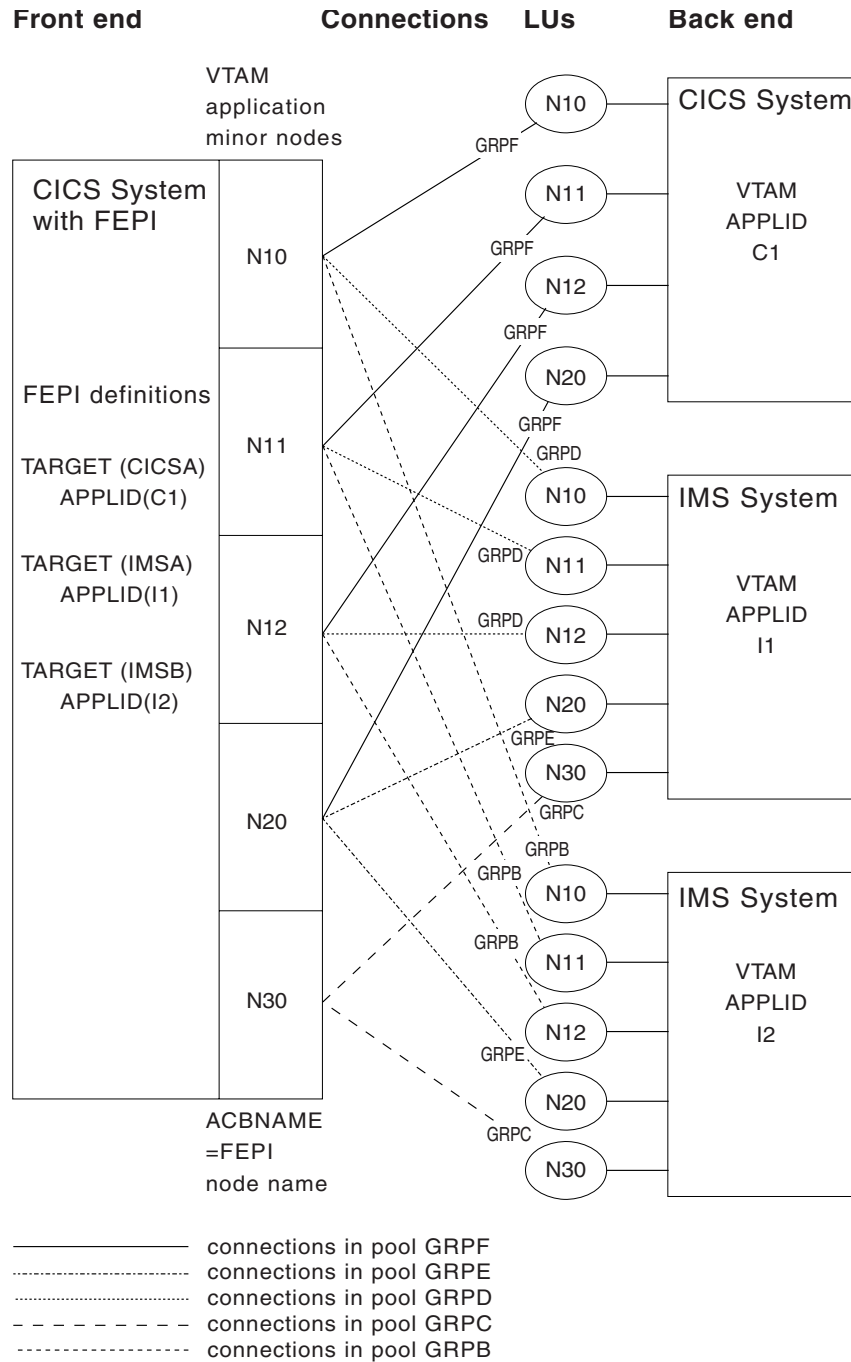 Front end
Connections
LUs
Back end
VTAM
application
minor nodes
CICS System
with FEPI
FEPI definitions
TARGET (CICSA)
APPLID(C1)
TARGET (IMSA)
APPLID(I1)
TARGET (IMSB)
APPLID(I2)
N10
N11
N12
N20
N30
ACBNAME
=FEPI
node name
GRPF
GRPF
GRPF
GRPF
GRPD
GRPD
GRPD
GRPE
GRPC
GRPB
GRPB
GRPB
GRPE
GRPC
N10
N11
N12
N20
N10
N11
N12
N20
N30
N10
N11
N12
N20
N30
CICS System
VTAM
APPLID
C1
IMS System
VTAM
APPLID
I1
IMS System
VTAM
APPLID
I2
connections in pool GRPF
connections in pool GRPE
connections in pool GRPD
connections in pool GRPC
connections in pool GRPB